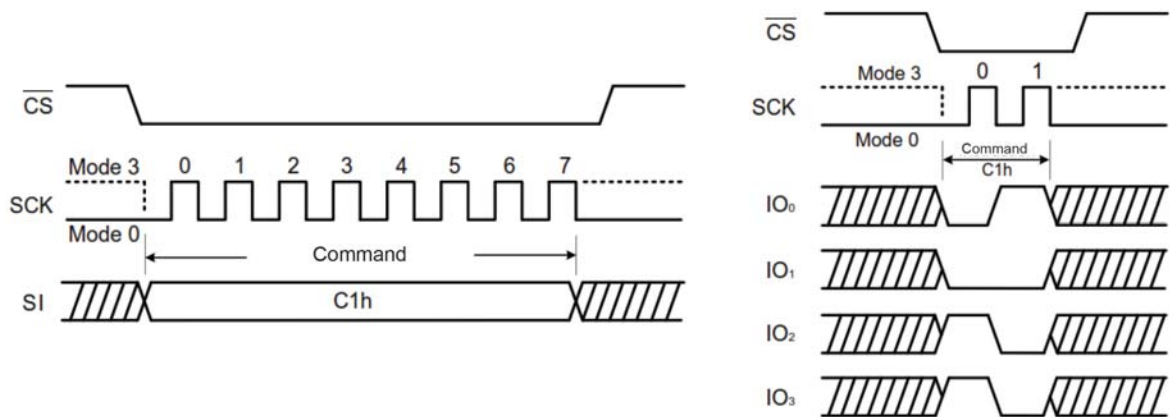 CS
Mode 3
0 1 2 3 4 5 6 7
SCK
Mode 0
Command
SI
C1h
CS
Mode 3
0 1
SCK
Mode 0
Command
C1h
IO₀
IO₁
IO₂
IO₃